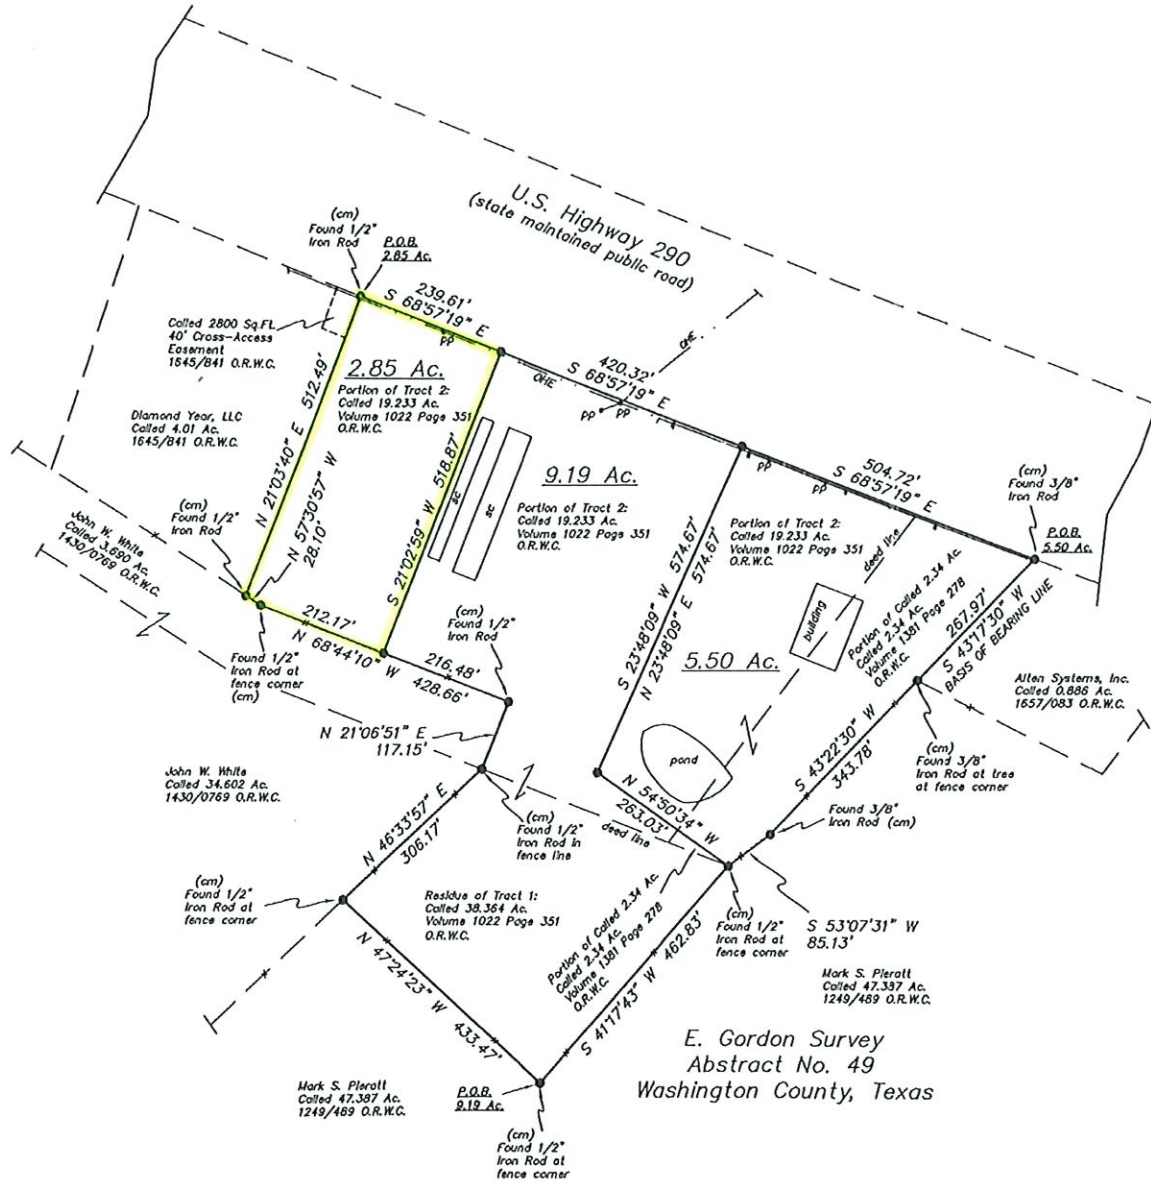 U.S. Highway 290
(state maintained public road)
(cm)
Found 1/2"
Iron Rod
P.O.B.
2.85 Ac.
239.61'
S 68°57'19" E
PP
Called 2800 Sq.Ft.
40' Cross-Access
Easement
1645/841 O.R.W.C.
2.85 Ac.
Portion of Tract 2:
Called 19.233 Ac.
Volume 1022 Page 351
O.R.W.C.
Diamond Year, LLC
Called 4.01 Ac.
1645/841 O.R.W.C.
N 21°03'40" E 512.49'
S 21°02'59" W 518.87'
OHE
OHE
420.32'
S 68°57'19" E
PP
PP
sc
sc
9.19 Ac.
Portion of Tract 2:
Called 19.233 Ac.
Volume 1022 Page 351
O.R.W.C.
504.72'
S 68°57'19" E
PP
PP
(cm)
Found 3/8"
Iron Rod
P.O.B.
5.50 Ac.
Portion of Tract 2:
Called 19.233 Ac.
Volume 1022 Page 351
O.R.W.C.
deed line
S 23°48'09" W 574.67'
N 23°48'09" E 574.67'
building
Portion of Called 2.34 Ac.
Called 2.34 Ac.
Volume 1381 Page 278
O.R.W.C.
267.97'
S 43°17'30" W
BASIS OF BEARING LINE
5.50 Ac.
Alten Systems, Inc.
Called 0.886 Ac.
1657/083 O.R.W.C.
(cm)
Found 1/2"
Iron Rod
John W. White
Called 3.690 Ac.
1430/0769 O.R.W.C.
N 57°30'57" W
28.10'
212.17'
N 68°44'10" W
428.66'
216.48'
(cm)
Found 1/2"
Iron Rod
Found 1/2"
Iron Rod at
fence corner
(cm)
N 21°06'51" E
117.15'
John W. White
Called 34.602 Ac.
1430/0769 O.R.W.C.
pond
S 43°22'30" W
343.78'
(cm)
Found 3/8"
Iron Rod at tree
at fence corner
Found 3/8"
Iron Rod (cm)
N 54°50'34" W
263.03'
deed line
(cm)
Found 1/2"
Iron Rod in
fence line
N 46°33'57" E
306.17'
(cm)
Found 1/2"
Iron Rod at
fence corner
Residue of Tract 1:
Called 38.364 Ac.
Volume 1022 Page 351
O.R.W.C.
Portion of Called 2.34 Ac.
Called 2.34 Ac.
Volume 1381 Page 278
O.R.W.C.
S 41°17'43" W 462.83'
(cm)
Found 1/2"
Iron Rod at
fence corner
S 53°07'31" W
85.13'
Mark S. Pieratt
Called 47.387 Ac.
1249/489 O.R.W.C.
N 47°24'23" W 433.47'
E. Gordon Survey
Abstract No. 49
Washington County, Texas
Mark S. Pieratt
Called 47.387 Ac.
1249/489 O.R.W.C.
P.O.B.
9.19 Ac.
(cm)
Found 1/2"
Iron Rod at
fence corner